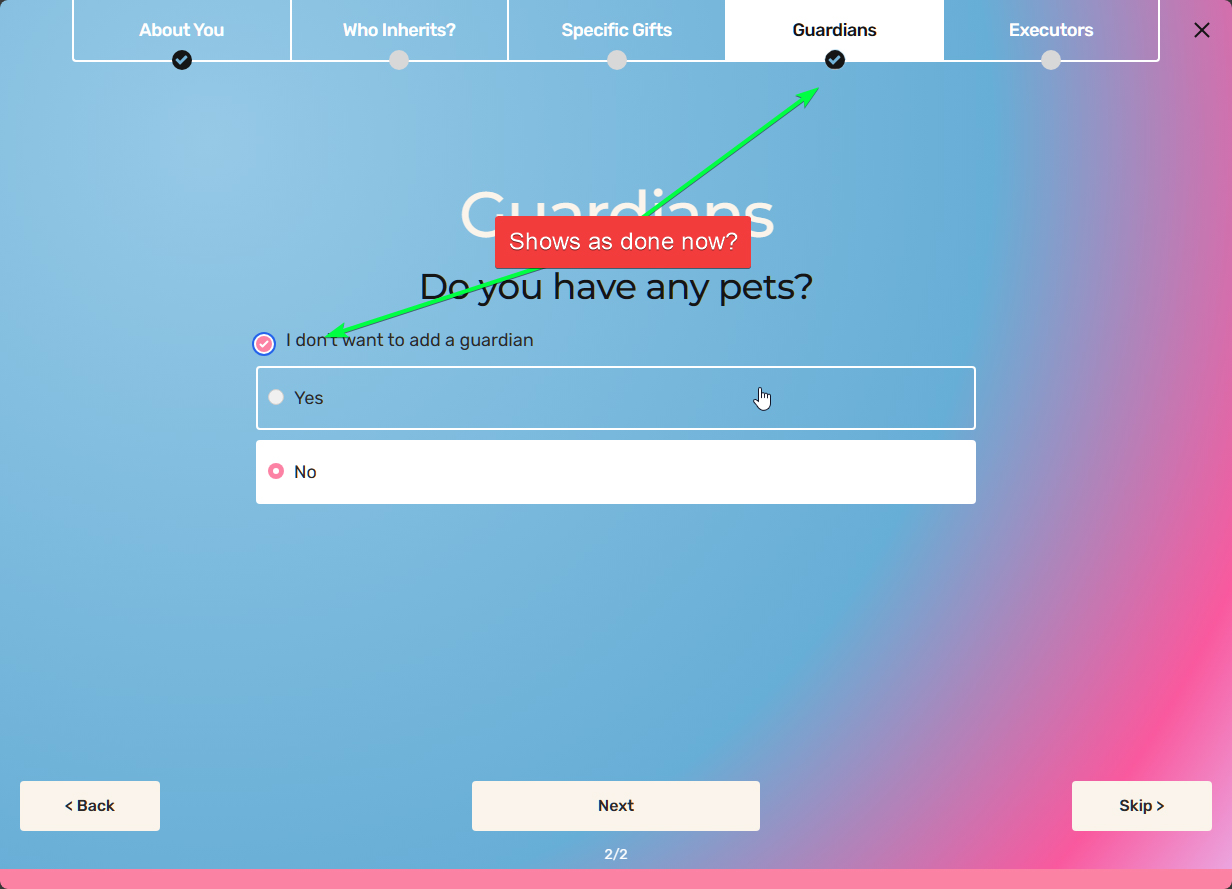 About You
Who Inherits?
Specific Gifts
Guardians
Executors
Guardians
Shows as done now?
Do you have any pets?
I don't want to add a guardian
Yes
No
< Back
Next
Skip >
2/2